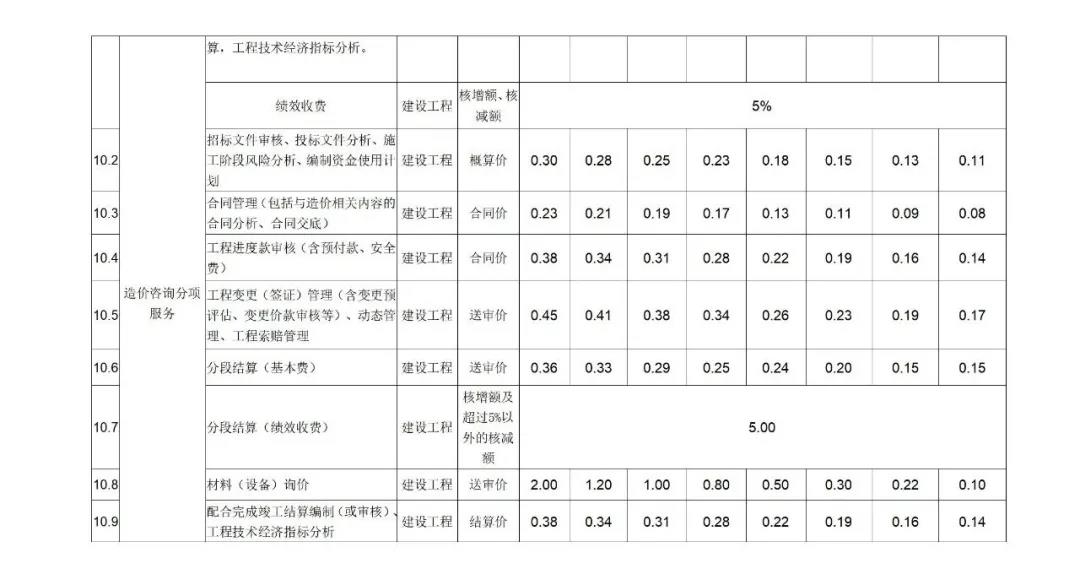 算，工程技术经济指标分析。
绩效收费 建设工程 核增额、核减额 5%
10.2 招标文件审核、投标文件分析、施工阶段风险分析、编制资金使用计划 建设工程 概算价 0.30 0.28 0.25 0.23 0.18 0.15 0.13 0.11
10.3 合同管理（包括与造价相关内容的合同分析、合同交底） 建设工程 合同价 0.23 0.21 0.19 0.17 0.13 0.11 0.09 0.08
10.4 工程进度款审核（含预付款、安全费） 建设工程 合同价 0.38 0.34 0.31 0.28 0.22 0.19 0.16 0.14
造价咨询分项服务
10.5 工程变更（签证）管理（含变更预评估、变更价款审核等）、动态管理、工程索赔管理 建设工程 送审价 0.45 0.41 0.38 0.34 0.26 0.23 0.19 0.17
10.6 分段结算（基本费） 建设工程 送审价 0.36 0.33 0.29 0.25 0.24 0.20 0.15 0.15
10.7 分段结算（绩效收费） 建设工程 核增额及超过5%以外的核减额 5.00
10.8 材料（设备）询价 建设工程 送审价 2.00 1.20 1.00 0.80 0.50 0.30 0.22 0.10
10.9 配合完成竣工结算编制（或审核）、工程技术经济指标分析 建设工程 结算价 0.38 0.34 0.31 0.28 0.22 0.19 0.16 0.14